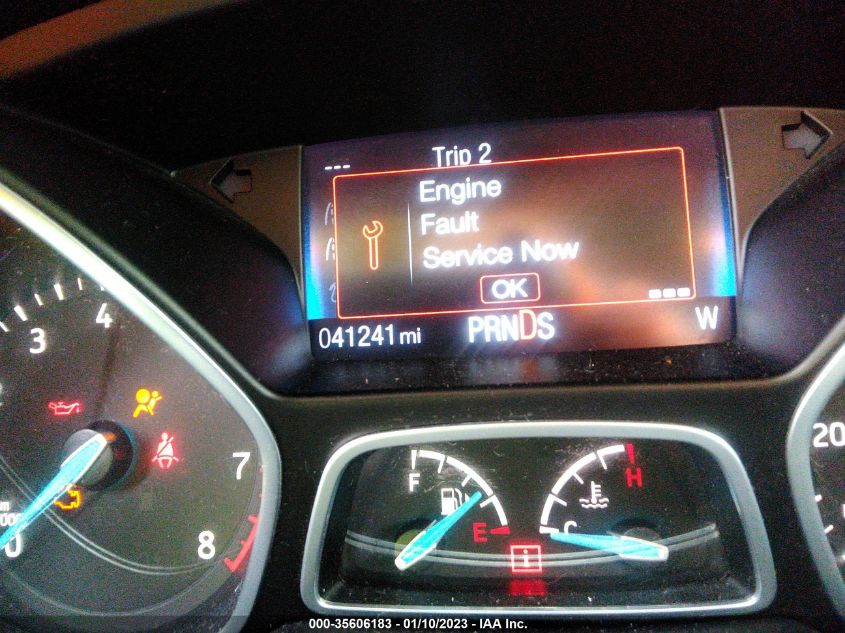 --- Trip 2
Engine
Fault
Service Now
OK
041241 mi PRNDS W
3 4
7
8
0
F
E
H
C
i
20
000-35606183 - 01/10/2023 - IAA Inc.